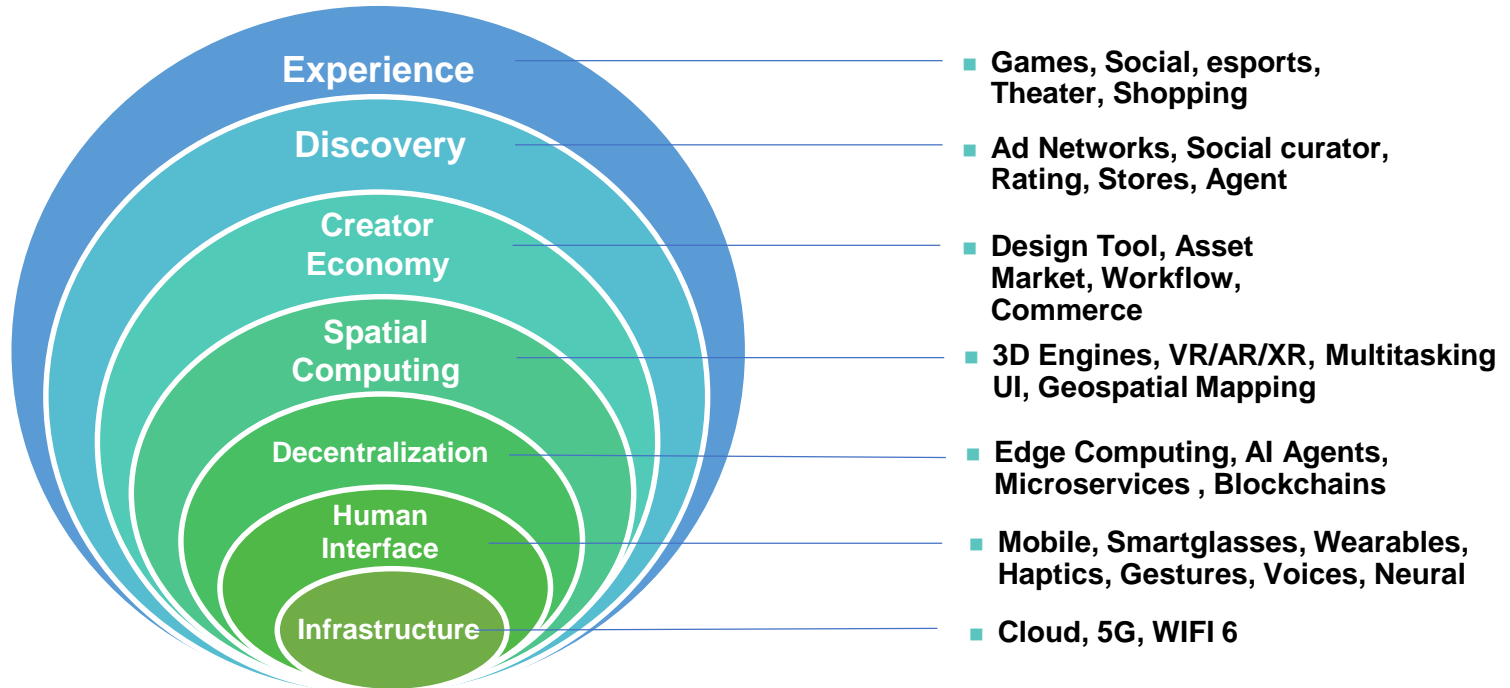 Experience
Games, Social, esports,
Theater, Shopping
Discovery
Ad Networks, Social curator,
Rating, Stores, Agent
Creator
Economy
Design Tool, Asset
Market, Workflow,
Commerce
Spatial
Computing
3D Engines, VR/AR/XR, Multitasking
UI, Geospatial Mapping
Decentralization
Edge Computing, AI Agents,
Microservices , Blockchains
Human
Interface
Mobile, Smartglasses, Wearables,
Haptics, Gestures, Voices, Neural
Infrastructure
Cloud, 5G, WIFI 6